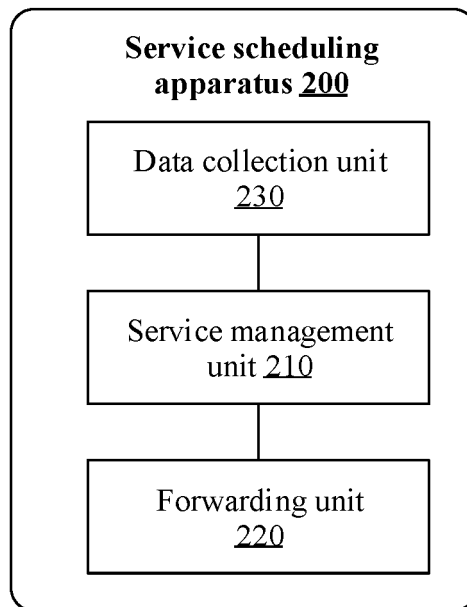 Service scheduling
apparatus 200
Data collection unit
230
Service management
unit 210
Forwarding unit
220